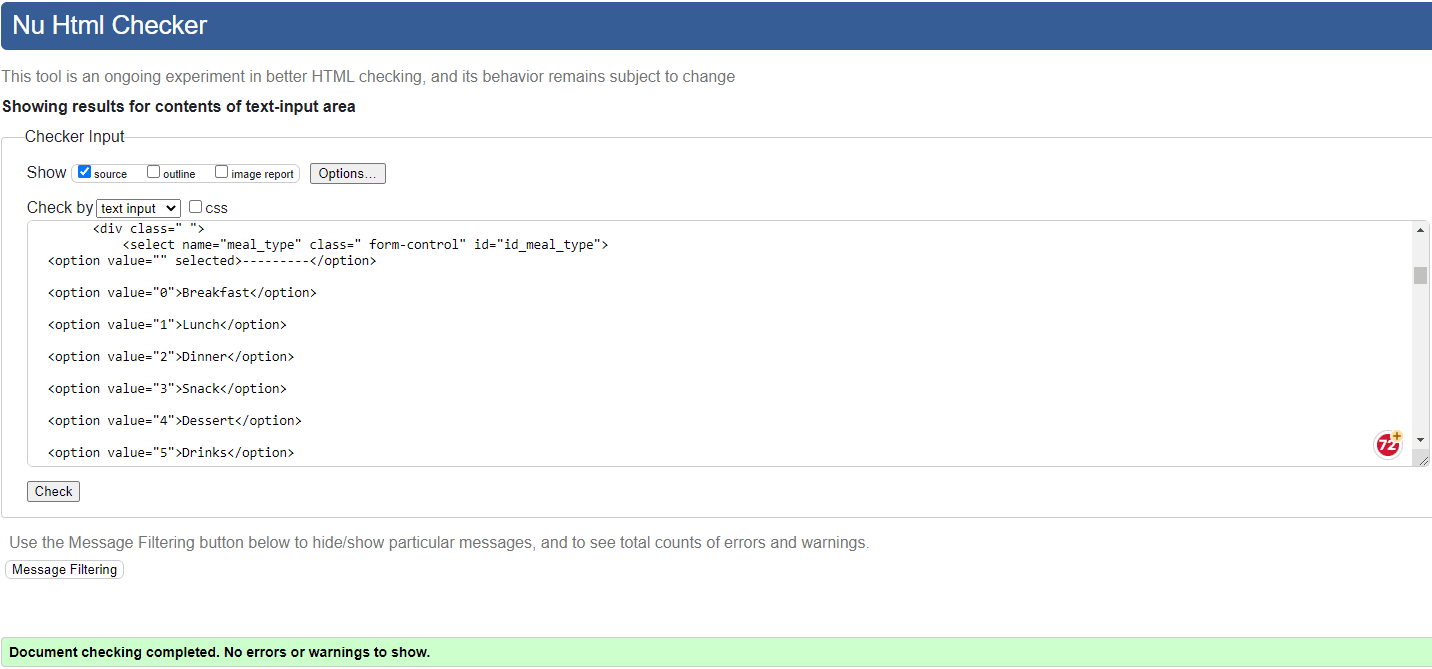 Nu Html Checker
This tool is an ongoing experiment in better HTML checking, and its behavior remains subject to change
Showing results for contents of text-input area
Checker Input
Show source outline image report Options...
Check by text input css
<div class=" ">
<select name="meal_type" class=" form-control" id="id_meal_type">
<option value="" selected>---------</option>
<option value="0">Breakfast</option>
<option value="1">Lunch</option>
<option value="2">Dinner</option>
<option value="3">Snack</option>
<option value="4">Dessert</option>
<option value="5">Drinks</option>
72+
Check
Use the Message Filtering button below to hide/show particular messages, and to see total counts of errors and warnings.
Message Filtering
Document checking completed. No errors or warnings to show.